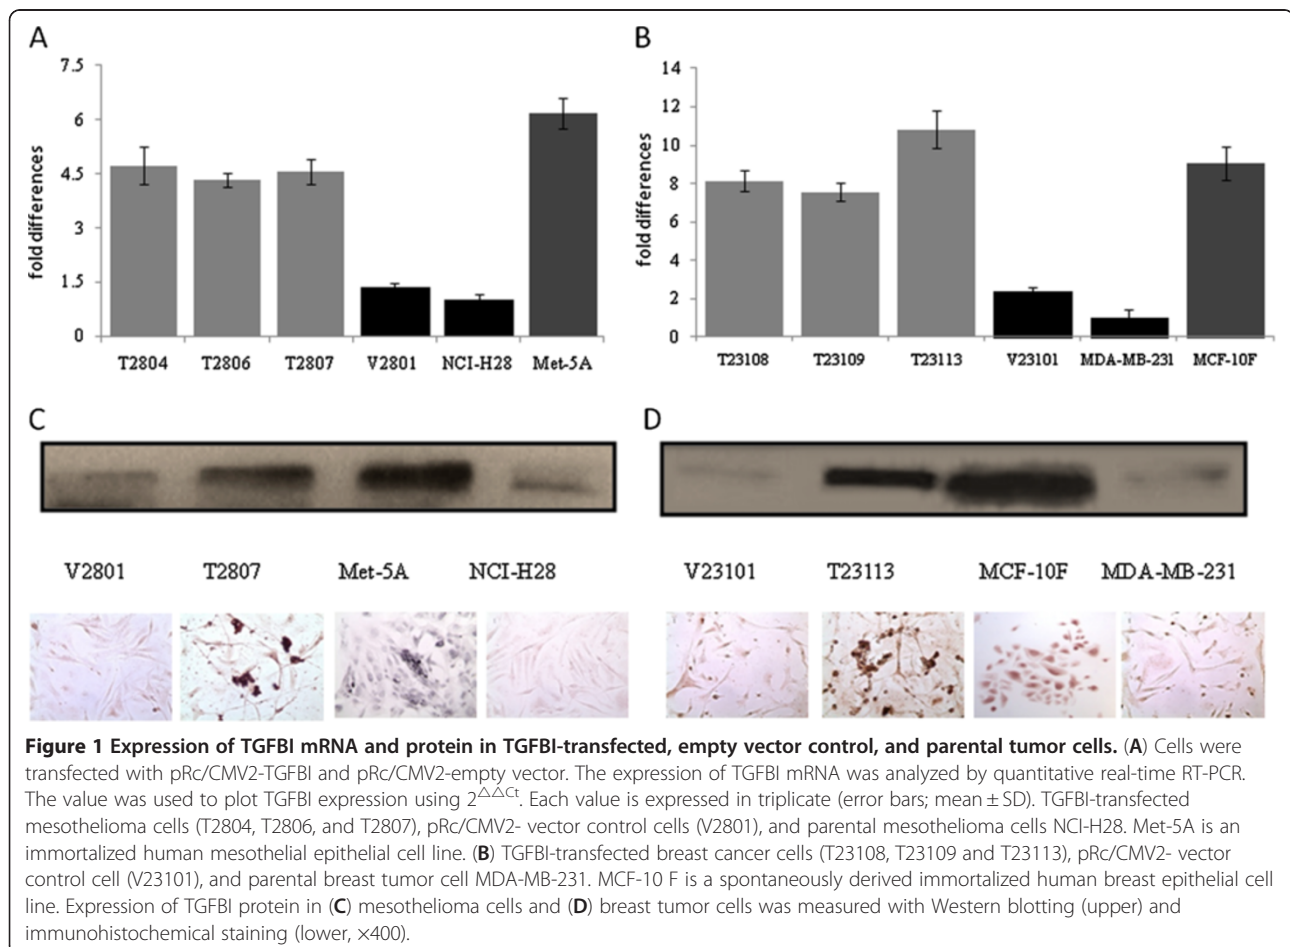 A
B
7.5
6
4.5
3
1.5
0
fold differences
T2804 T2806 T2807 V2801 NCI-H28 Met-5A
14
12
10
8
6
4
2
0
fold differences
T23108 T23109 T23113 V23101 MDA-MB-231 MCF-10F
C
D
V2801 T2807 Met-5A NCI-H28
V23101 T23113 MCF-10F MDA-MB-231
Figure 1 Expression of TGFBI mRNA and protein in TGFBI-transfected, empty vector control, and parental tumor cells. (A) Cells were
transfected with pRc/CMV2-TGFBI and pRc/CMV2-empty vector. The expression of TGFBI mRNA was analyzed by quantitative real-time RT-PCR.
The value was used to plot TGFBI expression using 2△△Ct. Each value is expressed in triplicate (error bars; mean ± SD). TGFBI-transfected
mesothelioma cells (T2804, T2806, and T2807), pRc/CMV2- vector control cells (V2801), and parental mesothelioma cells NCI-H28. Met-5A is an
immortalized human mesothelial epithelial cell line. (B) TGFBI-transfected breast cancer cells (T23108, T23109 and T23113), pRc/CMV2- vector
control cell (V23101), and parental breast tumor cell MDA-MB-231. MCF-10 F is a spontaneously derived immortalized human breast epithelial cell
line. Expression of TGFBI protein in (C) mesothelioma cells and (D) breast tumor cells was measured with Western blotting (upper) and
immunohistochemical staining (lower, ×400).